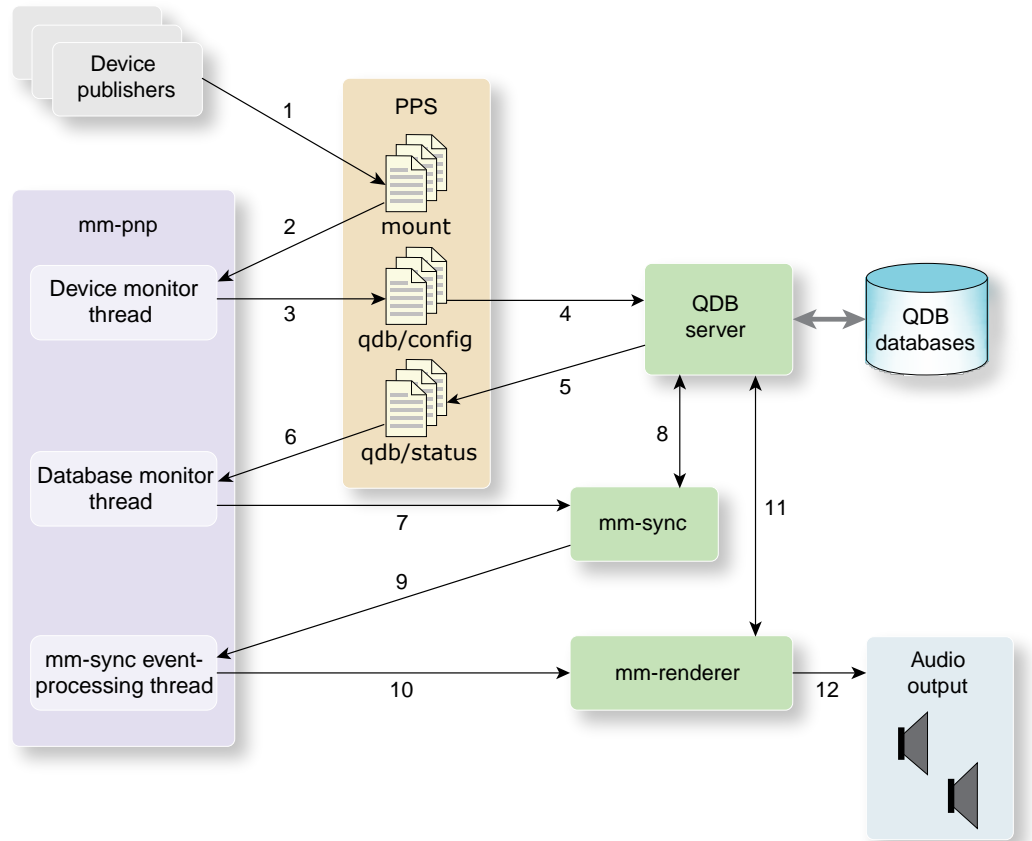 Device
publishers
1
PPS
mount
mm-pnp
2
Device monitor
thread
3
qdb/config
4
QDB
server
QDB
databases
5
qdb/status
6
Database monitor
thread
7
8
mm-sync
11
9
mm-sync event-
processing thread
10
mm-renderer
12
Audio
output